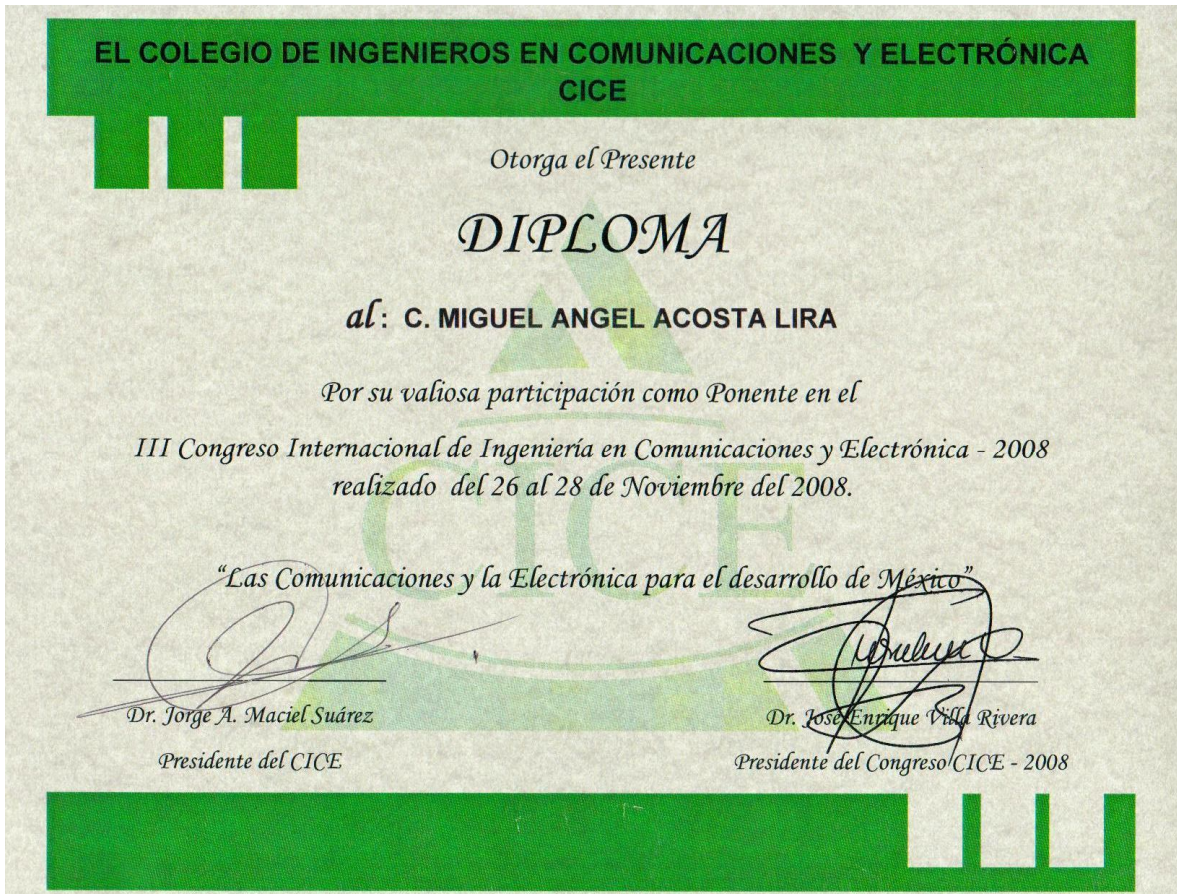 EL COLEGIO DE INGENIEROS EN COMUNICACIONES Y ELECTRÓNICA
CICE
Otorga el Presente
DIPLOMA
al: C. MIGUEL ANGEL ACOSTA LIRA
Por su valiosa participación como Ponente en el
III Congreso Internacional de Ingeniería en Comunicaciones y Electrónica - 2008
realizado del 26 al 28 de Noviembre del 2008.
CICE
“Las Comunicaciones y la Electrónica para el desarrollo de México”
Dr. Jorge A. Maciel Suárez
Presidente del CICE
Dr. José Enrique Villa Rivera
Presidente del Congreso CICE - 2008